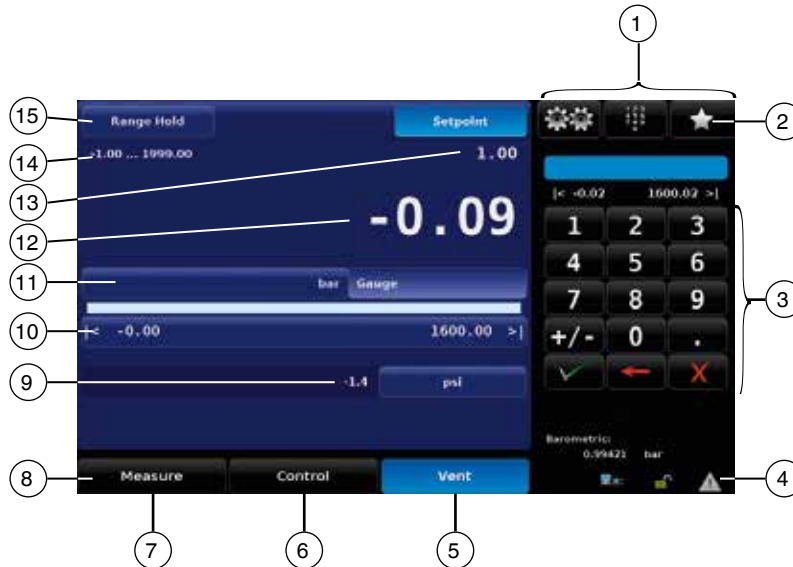 1
15
Range Hold
Setpoint
2
14
-1.00 ... 1999.00
1.00
13
|< -0.02 1600.02 >|
12
-0.09
1 2 3
4 5 6
11
bar Gauge
3
7 8 9
10
|< -0.00 1600.00 >|
+/- 0 .
X
9
-1.4 psi
Barometric:
0.99421 bar
8
Measure Control Vent
4
7 6 5